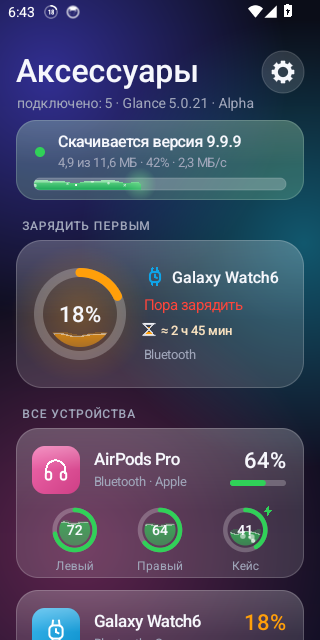 6:43
18
Аксессуары
подключено: 5 · Glance 5.0.21 · Alpha
Скачивается версия 9.9.9
4,9 из 11,6 МБ · 42% · 2,3 МБ/с
ЗАРЯДИТЬ ПЕРВЫМ
18%
Galaxy Watch6
Пора зарядить
≈ 2 ч 45 мин
Bluetooth
ВСЕ УСТРОЙСТВА
AirPods Pro
64%
Bluetooth · Apple
72
64
41
Левый
Правый
Кейс
Galaxy Watch6
18%